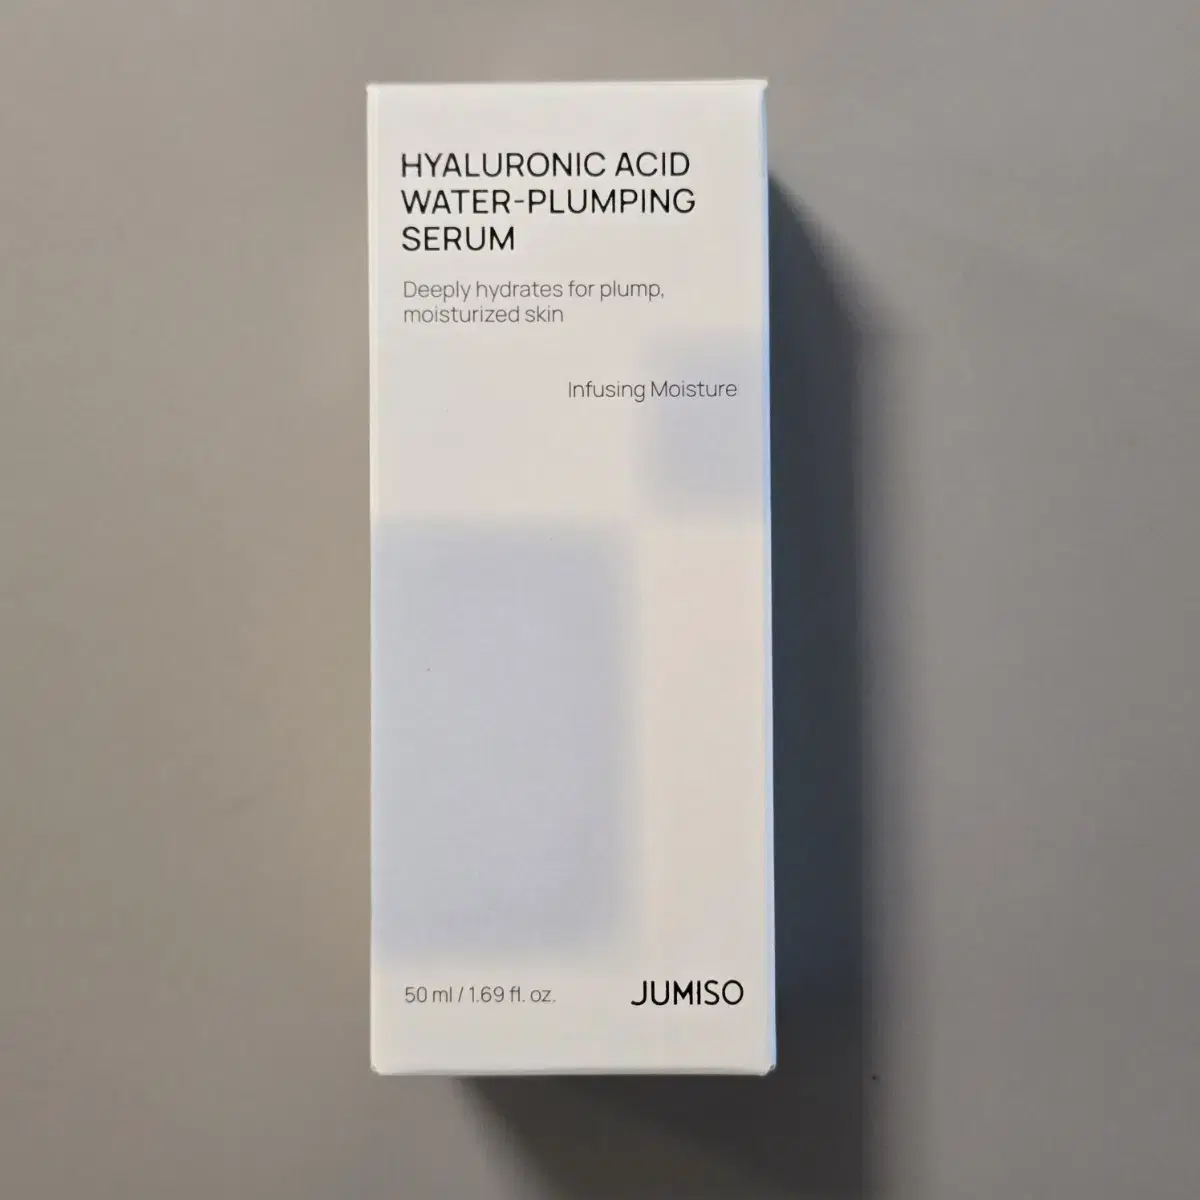 HYALURONIC ACID
WATER-PLUMPING
SERUM
Deeply hydrates for plump,
moisturized skin
Infusing Moisture
50 ml / 1.69 fl. oz.
JUMISO